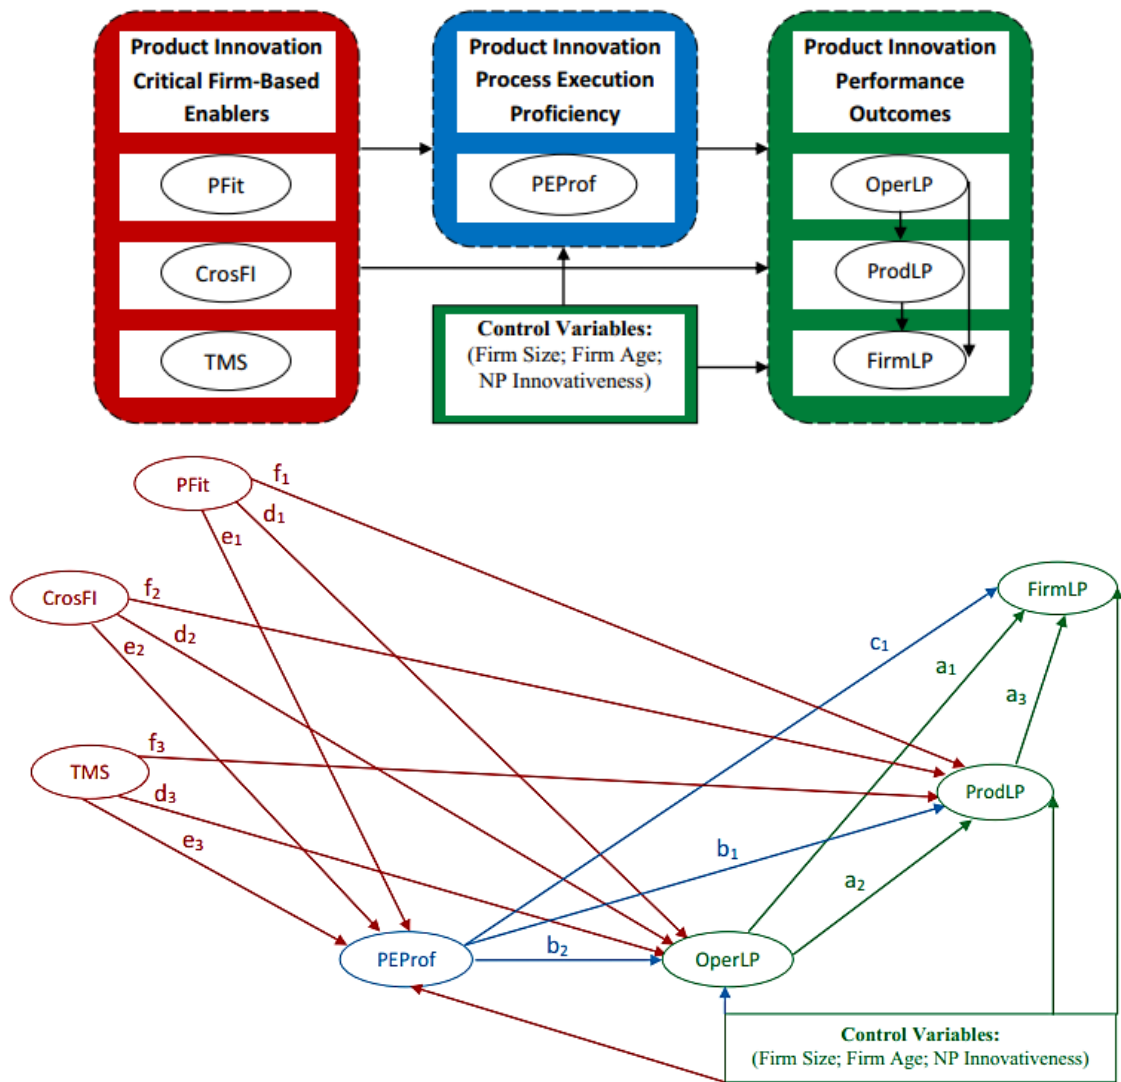 Product Innovation
Critical Firm-Based
Enablers
PFit
CrosFI
TMS
Product Innovation
Process Execution
Proficiency
PEProf
Control Variables:
(Firm Size; Firm Age;
NP Innovativeness)
Product Innovation
Performance
Outcomes
OperLP
ProdLP
FirmLP
PFit
f₁
d₁
e₁
CrosFI
f₂
d₂
e₂
TMS
f₃
d₃
e₃
FirmLP
c₁
a₁
a₃
ProdLP
b₁
a₂
PEProf
b₂
OperLP
Control Variables:
(Firm Size; Firm Age; NP Innovativeness)